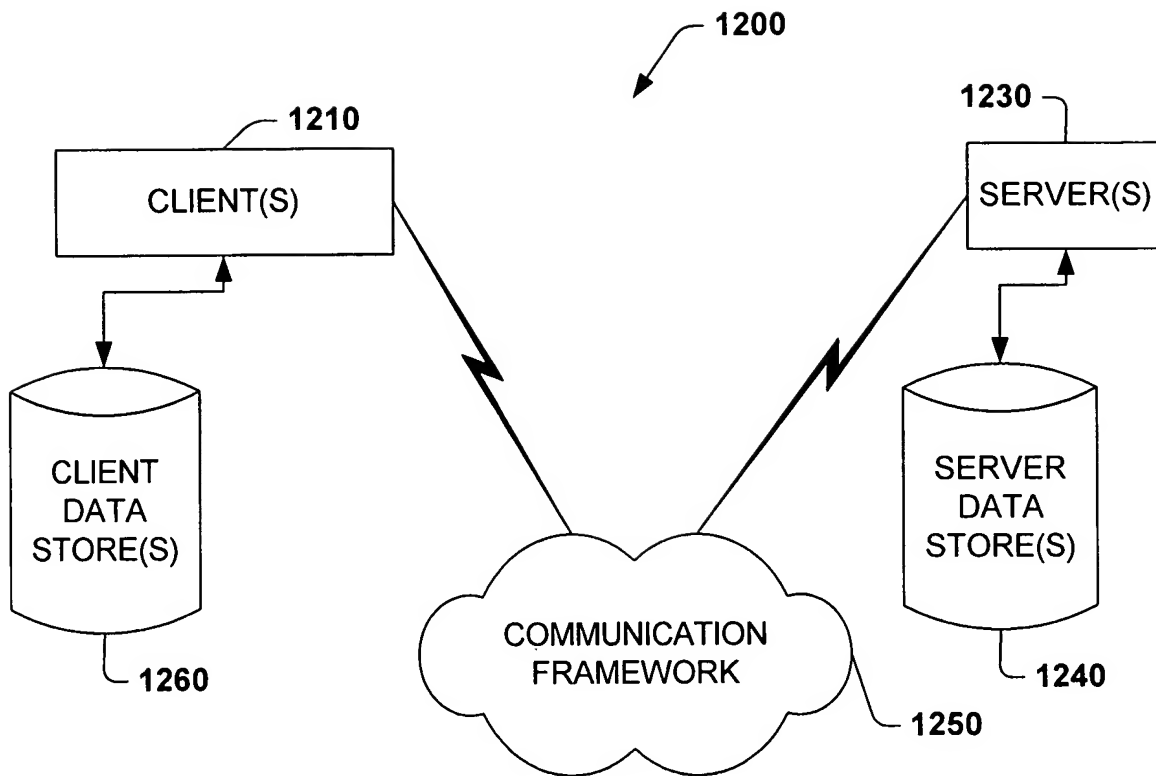 1200
1210
1230
CLIENT(S)
SERVER(S)
CLIENT
DATA
STORE(S)
SERVER
DATA
STORE(S)
COMMUNICATION
FRAMEWORK
1260
1240
1250